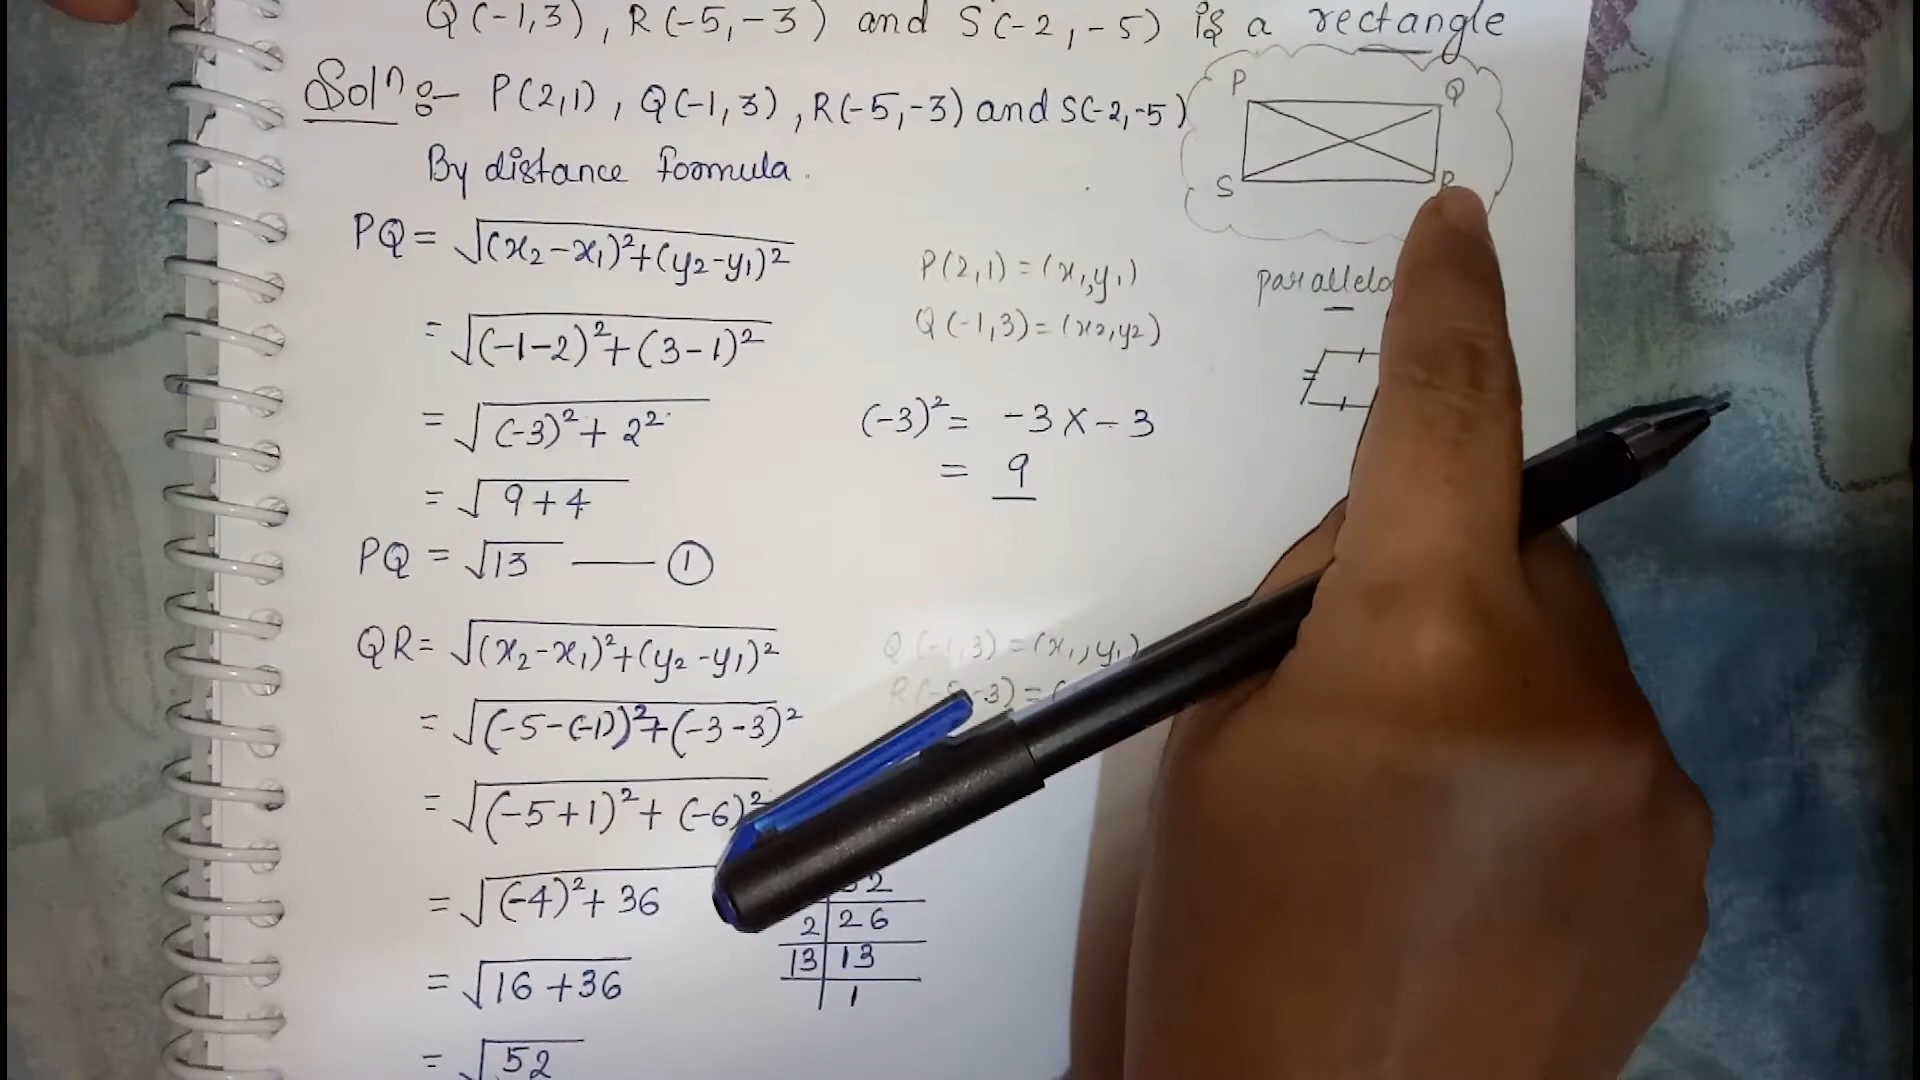 Q(-1,3), R(-5,-3) and S(-2,-5) is a rectangle
Solⁿ:- P(2,1), Q(-1,3), R(-5,-3) and S(-2,-5)
P Q
S R
By distance formula.
PQ = √(x₂-x₁)²+(y₂-y₁)²
P(2,1) = (x₁,y₁)
Q(-1,3) = (x₂,y₂)
= √(-1-2)²+(3-1)²
= √(-3)²+2²
(-3)² = -3×-3
= 9
= √9+4
PQ = √13 —— ①
QR = √(x₂-x₁)²+(y₂-y₁)²
Q(-1,3) = (x₁,y₁)
= √(-5-(-1))²+(-3-3)²
= √(-5+1)²+(-6)²
= √(-4)²+36
2 | 26
13 | 13
1
= √16+36
= √52